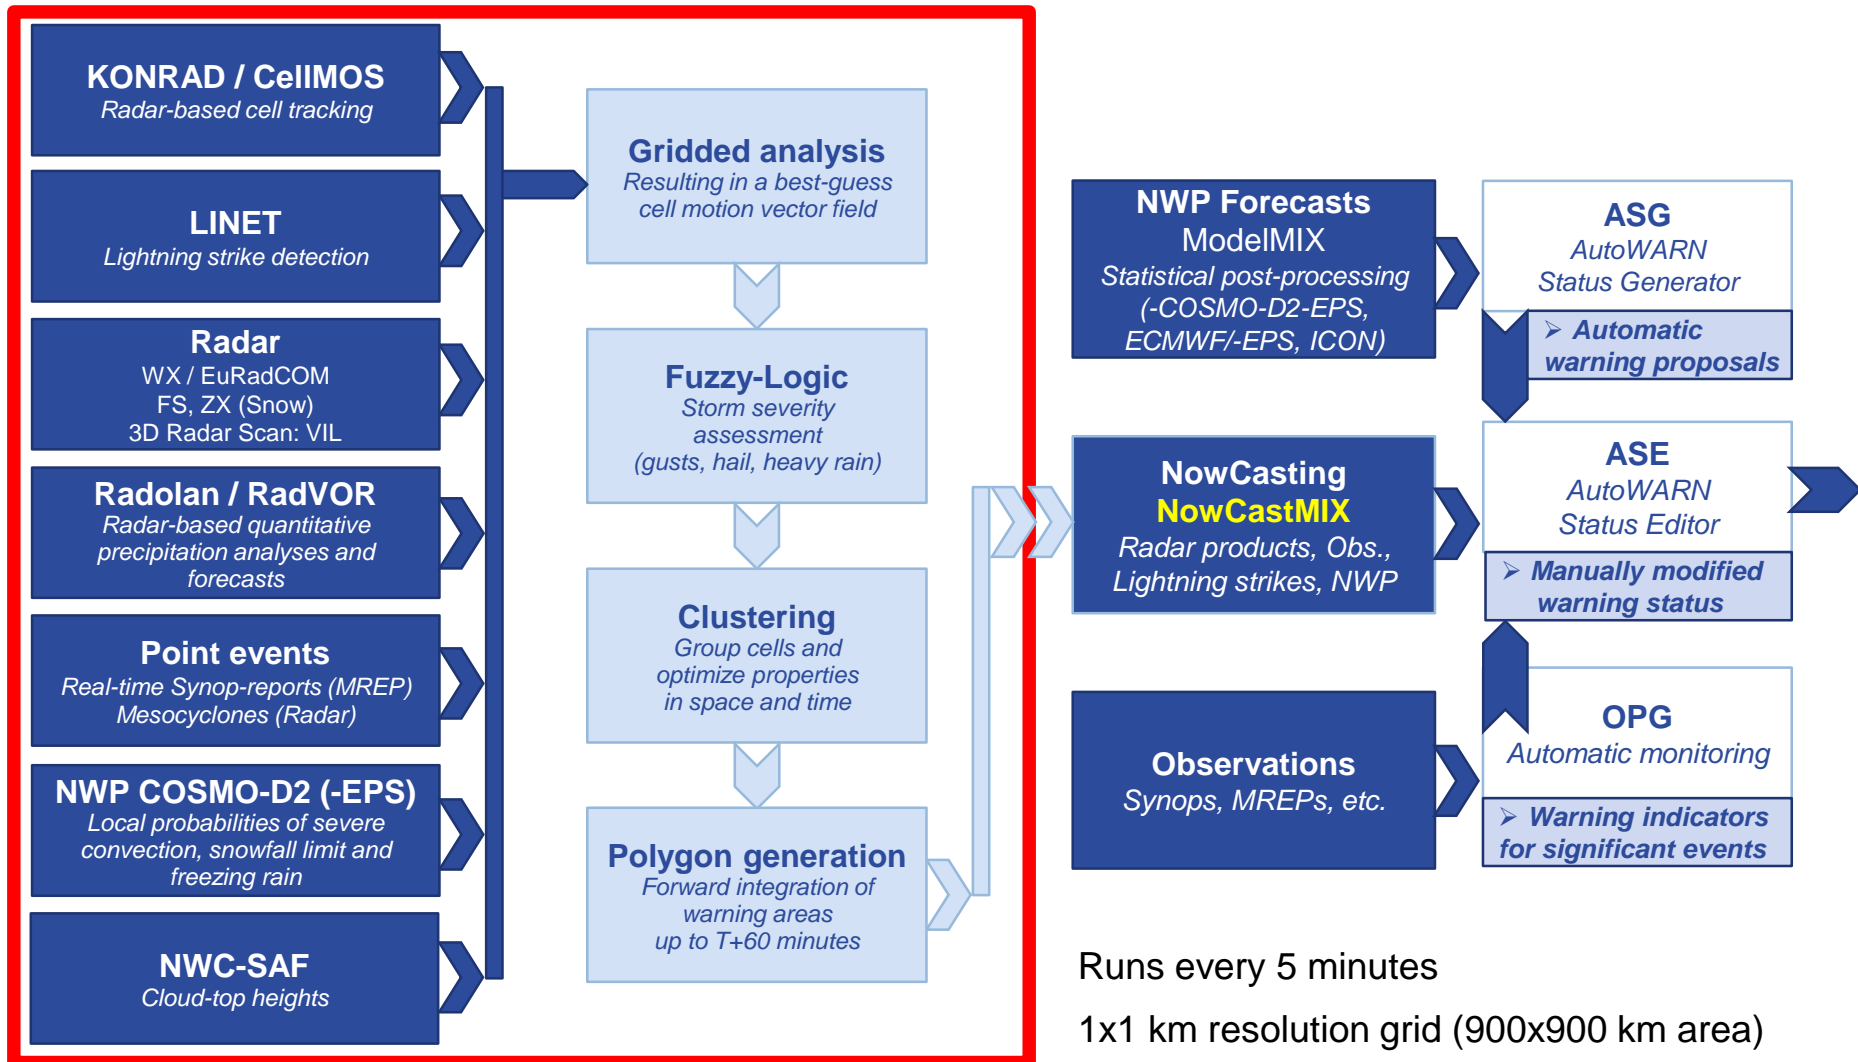 KONRAD / CellMOS
Radar-based cell tracking
LINET
Lightning strike detection
Radar
WX / EuRadCOM
FS, ZX (Snow)
3D Radar Scan: VIL
Radolan / RadVOR
Radar-based quantitative
precipitation analyses and
forecasts
Point events
Real-time Synop-reports (MREP)
Mesocyclones (Radar)
NWP COSMO-D2 (-EPS)
Local probabilities of severe
convection, snowfall limit and
freezing rain
NWC-SAF
Cloud-top heights
Gridded analysis
Resulting in a best-guess
cell motion vector field
Fuzzy-Logic
Storm severity
assessment
(gusts, hail, heavy rain)
Clustering
Group cells and
optimize properties
in space and time
Polygon generation
Forward integration of
warning areas
up to T+60 minutes
NWP Forecasts
ModelMIX
Statistical post-processing
(-COSMO-D2-EPS,
ECMWF/-EPS, ICON)
NowCasting
NowCastMIX
Radar products, Obs.,
Lightning strikes, NWP
Observations
Synops, MREPs, etc.
ASG
AutoWARN
Status Generator
➢ Automatic
warning proposals
ASE
AutoWARN
Status Editor
➢ Manually modified
warning status
OPG
Automatic monitoring
➢ Warning indicators
for significant events
Runs every 5 minutes
1x1 km resolution grid (900x900 km area)